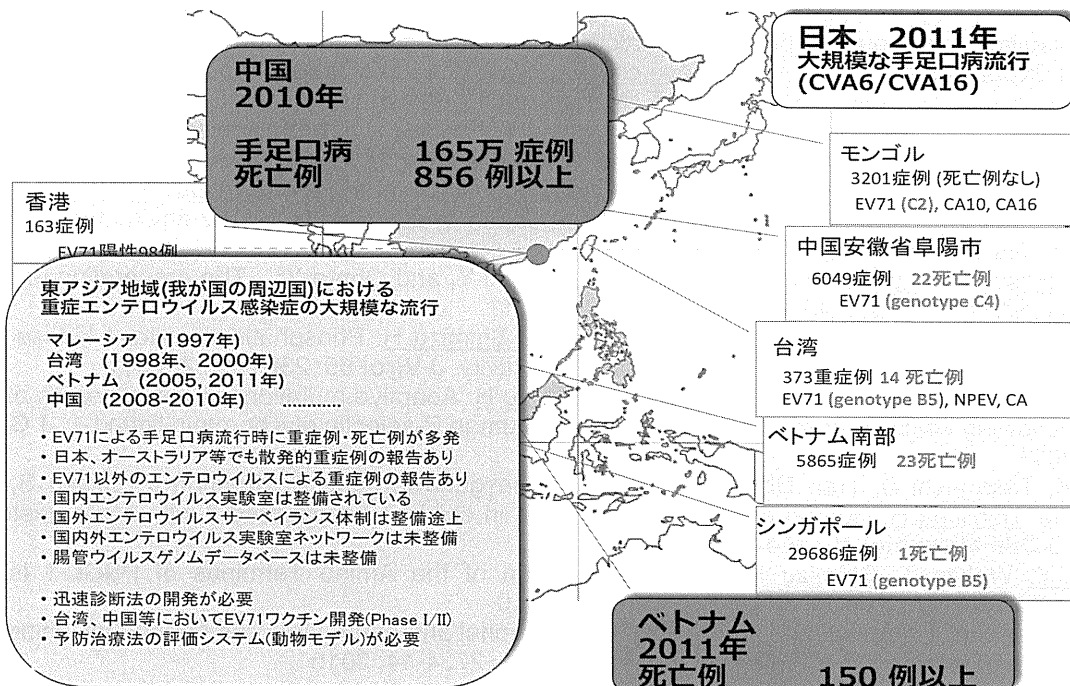 中国
2010年
手足口病 165万 症例
死亡例 856 例以上
日本 2011年
大規模な手足口病流行
(CVA6/CVA16)
モンゴル
3201症例 (死亡例なし)
EV71 (C2), CA10, CA16
香港
163症例
EV71陽性98例
中国安徽省阜陽市
6049症例 22死亡例
EV71 (genotype C4)
台湾
373重症例 14 死亡例
EV71 (genotype B5), NPEV, CA
ベトナム南部
5865症例 23死亡例
シンガポール
29686症例 1死亡例
EV71 (genotype B5)
東アジア地域(我が国の周辺国)における
重症エンテロウイルス感染症の大規模な流行
マレーシア (1997年)
台湾 (1998年、2000年)
ベトナム (2005, 2011年)
中国 (2008-2010年) …………
・EV71による手足口病流行時に重症例・死亡例が多発
・日本、オーストラリア等でも散発的重症例の報告あり
・EV71以外のエンテロウイルスによる重症例の報告あり
・国内エンテロウイルス実験室は整備されている
・国外エンテロウイルスサーベイランス体制は整備途上
・国内外エンテロウイルス実験室ネットワークは未整備
・腸管ウイルスゲノムデータベースは未整備
・迅速診断法の開発が必要
・台湾、中国等においてEV71ワクチン開発(Phase I/II)
・予防治療法の評価システム(動物モデル)が必要
ベトナム
2011年
死亡例 150 例以上